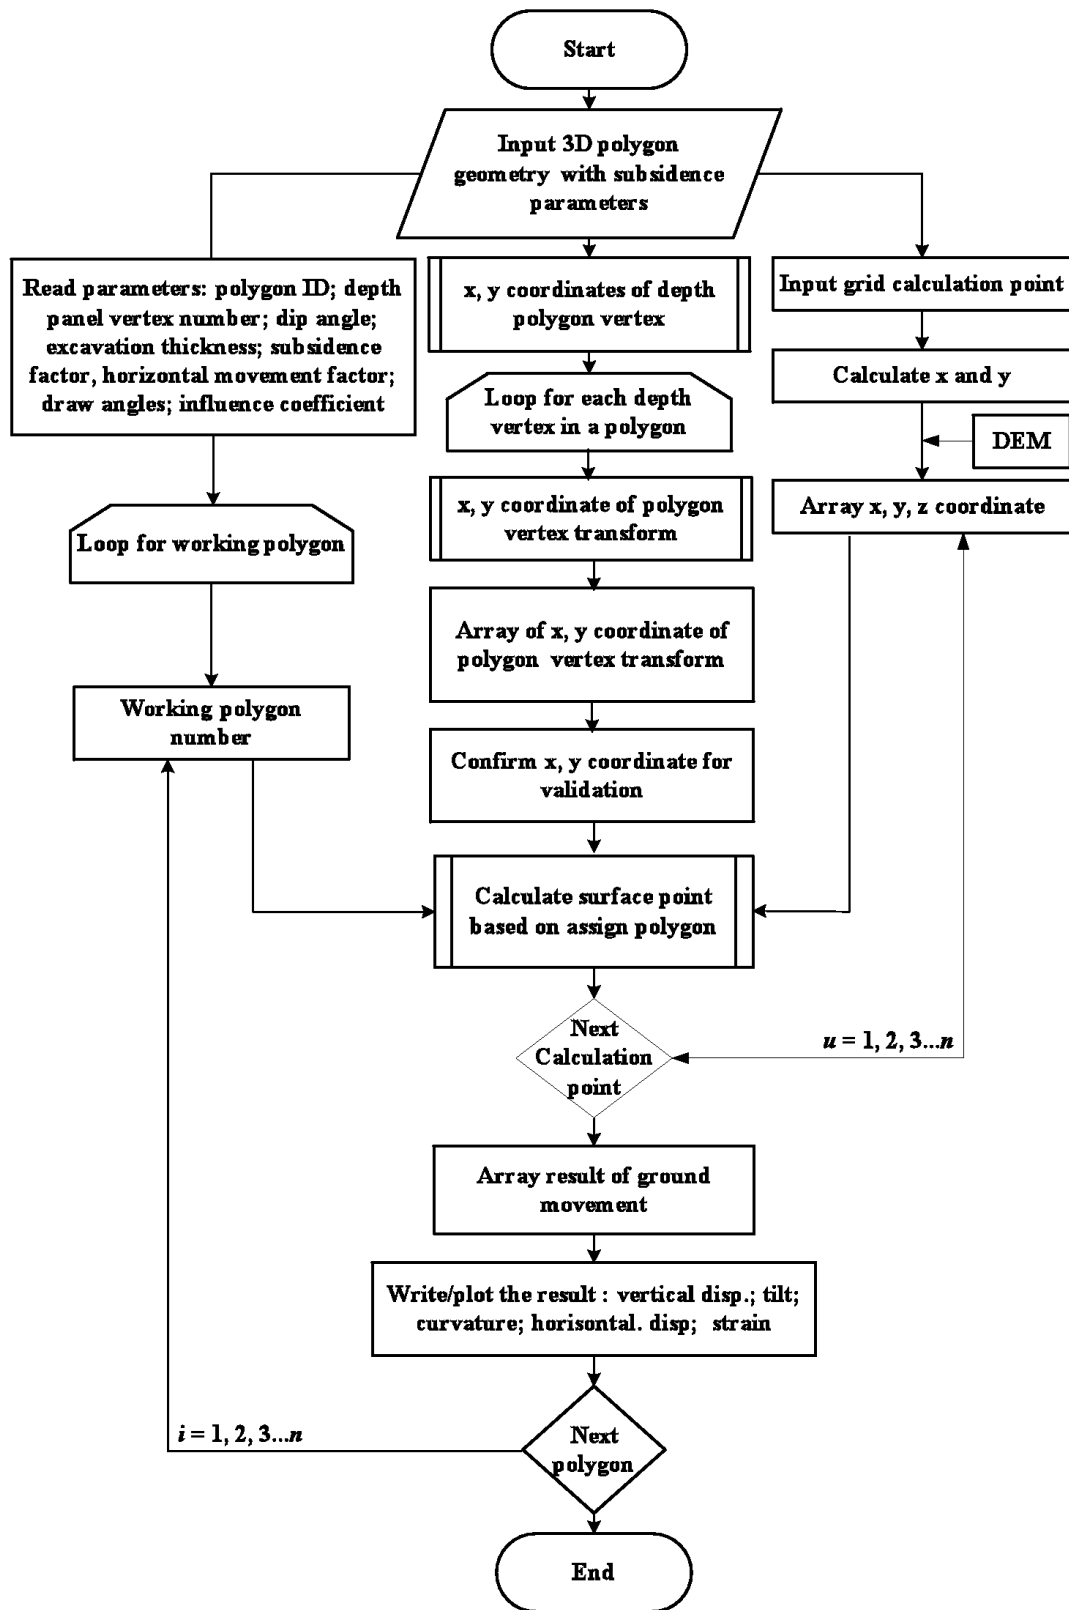 Start
Input 3D polygon
geometry with subsidence
parameters
Read parameters: polygon ID; depth
panel vertex number; dip angle;
excavation thickness; subsidence
factor, horizontal movement factor;
draw angles; influence coefficient
x, y coordinates of depth
polygon vertex
Input grid calculation point
Calculate x and y
Loop for each depth
vertex in a polygon
DEM
x, y coordinate of polygon
vertex transform
Array x, y, z coordinate
Loop for working polygon
Array of x, y coordinate of
polygon vertex transform
Working polygon
number
Confirm x, y coordinate for
validation
Calculate surface point
based on assign polygon
Next
Calculation
point
u = 1, 2, 3...n
Array result of ground
movement
Write/plot the result : vertical disp.; tilt;
curvature; horisontal. disp; strain
i = 1, 2, 3...n
Next
polygon
End